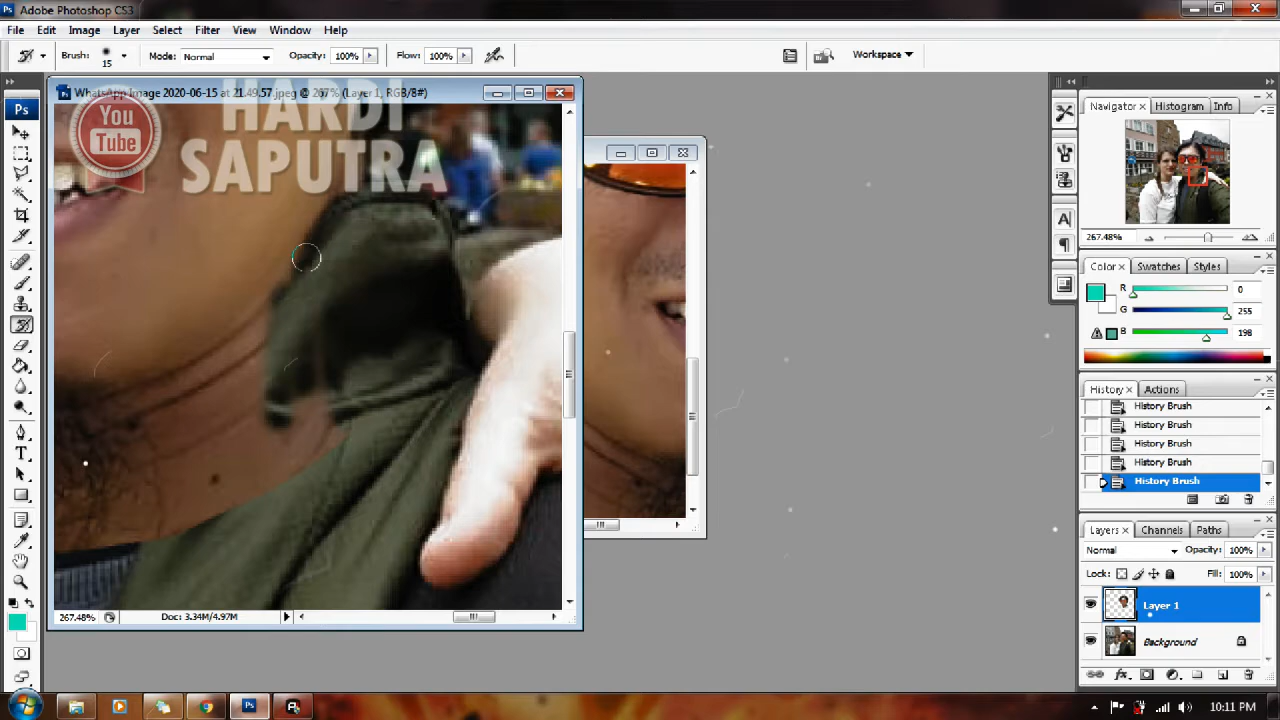 Adobe Photoshop CS3
File Edit Image Layer Select Filter View Window Help
Brush: 15 Mode: Normal Opacity: 100% Flow: 100% Workspace
WhatsApp Image 2020-06-15 at 21.49.57.jpeg @ 267% (Layer 1, RGB/8#)
You
Tube
HARDI
SAPUTRA
Ps
267.48% Doc: 3.34M/4.97M
Navigator Histogram Info
267.48%
Color Swatches Styles
R 0
G 255
B 198
History Actions
History Brush
History Brush
History Brush
History Brush
History Brush
Layers Channels Paths
Normal Opacity: 100%
Lock: Fill: 100%
Layer 1
Background
10:11 PM